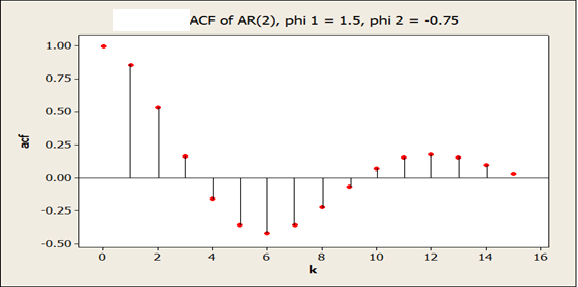 ACF of AR(2), phi 1 = 1.5, phi 2 = -0.75
1.00
0.75
0.50
0.25
0.00
-0.25
-0.50
acf
0 2 4 6 8 10 12 14 16
k